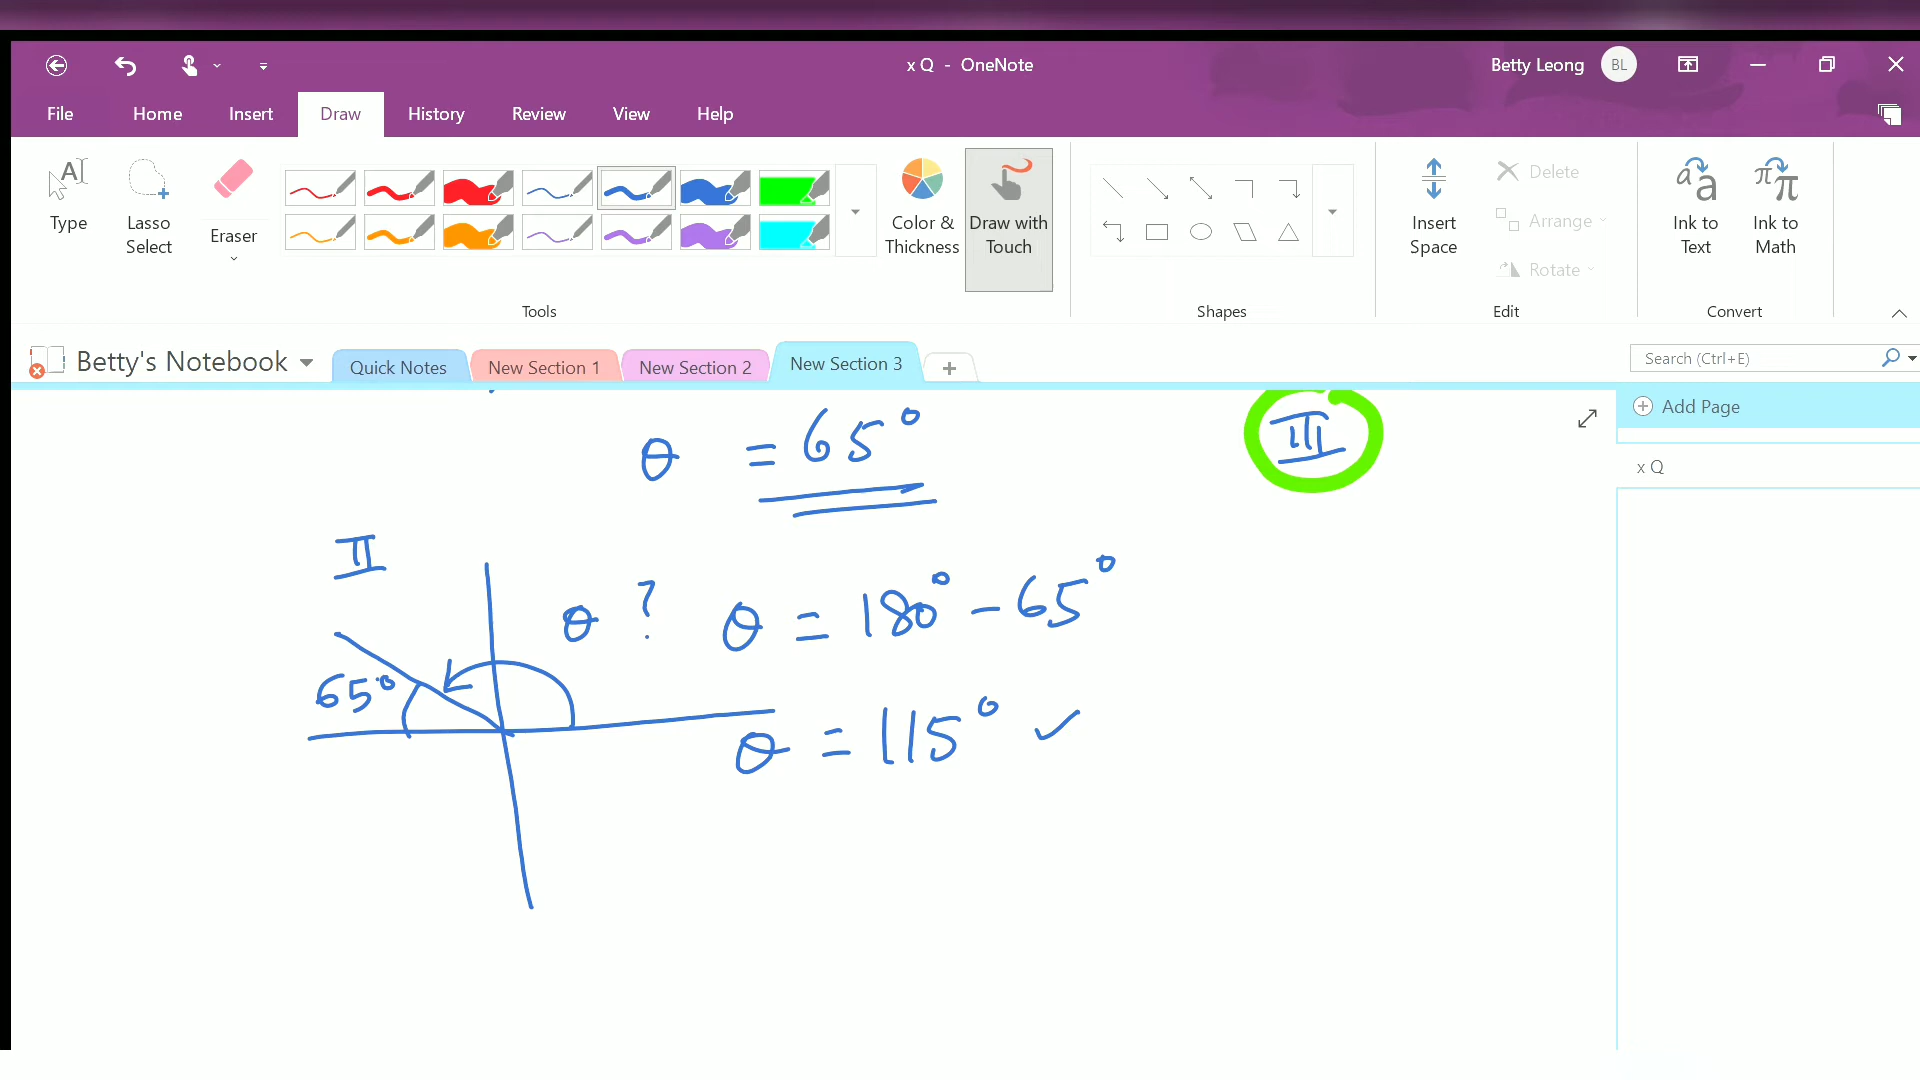 x Q - OneNote
Betty Leong
BL
File
Home
Insert
Draw
History
Review
View
Help
Type
Lasso
Select
Eraser
Color &
Thickness
Draw with
Touch
Insert
Space
Delete
Arrange
Rotate
Ink to
Text
Ink to
Math
Tools
Shapes
Edit
Convert
Betty's Notebook
Quick Notes
New Section 1
New Section 2
New Section 3
Search (Ctrl+E)
Add Page
x Q
θ = 65°
III
II
θ ? θ = 180° - 65°
65°
θ = 115° ✓